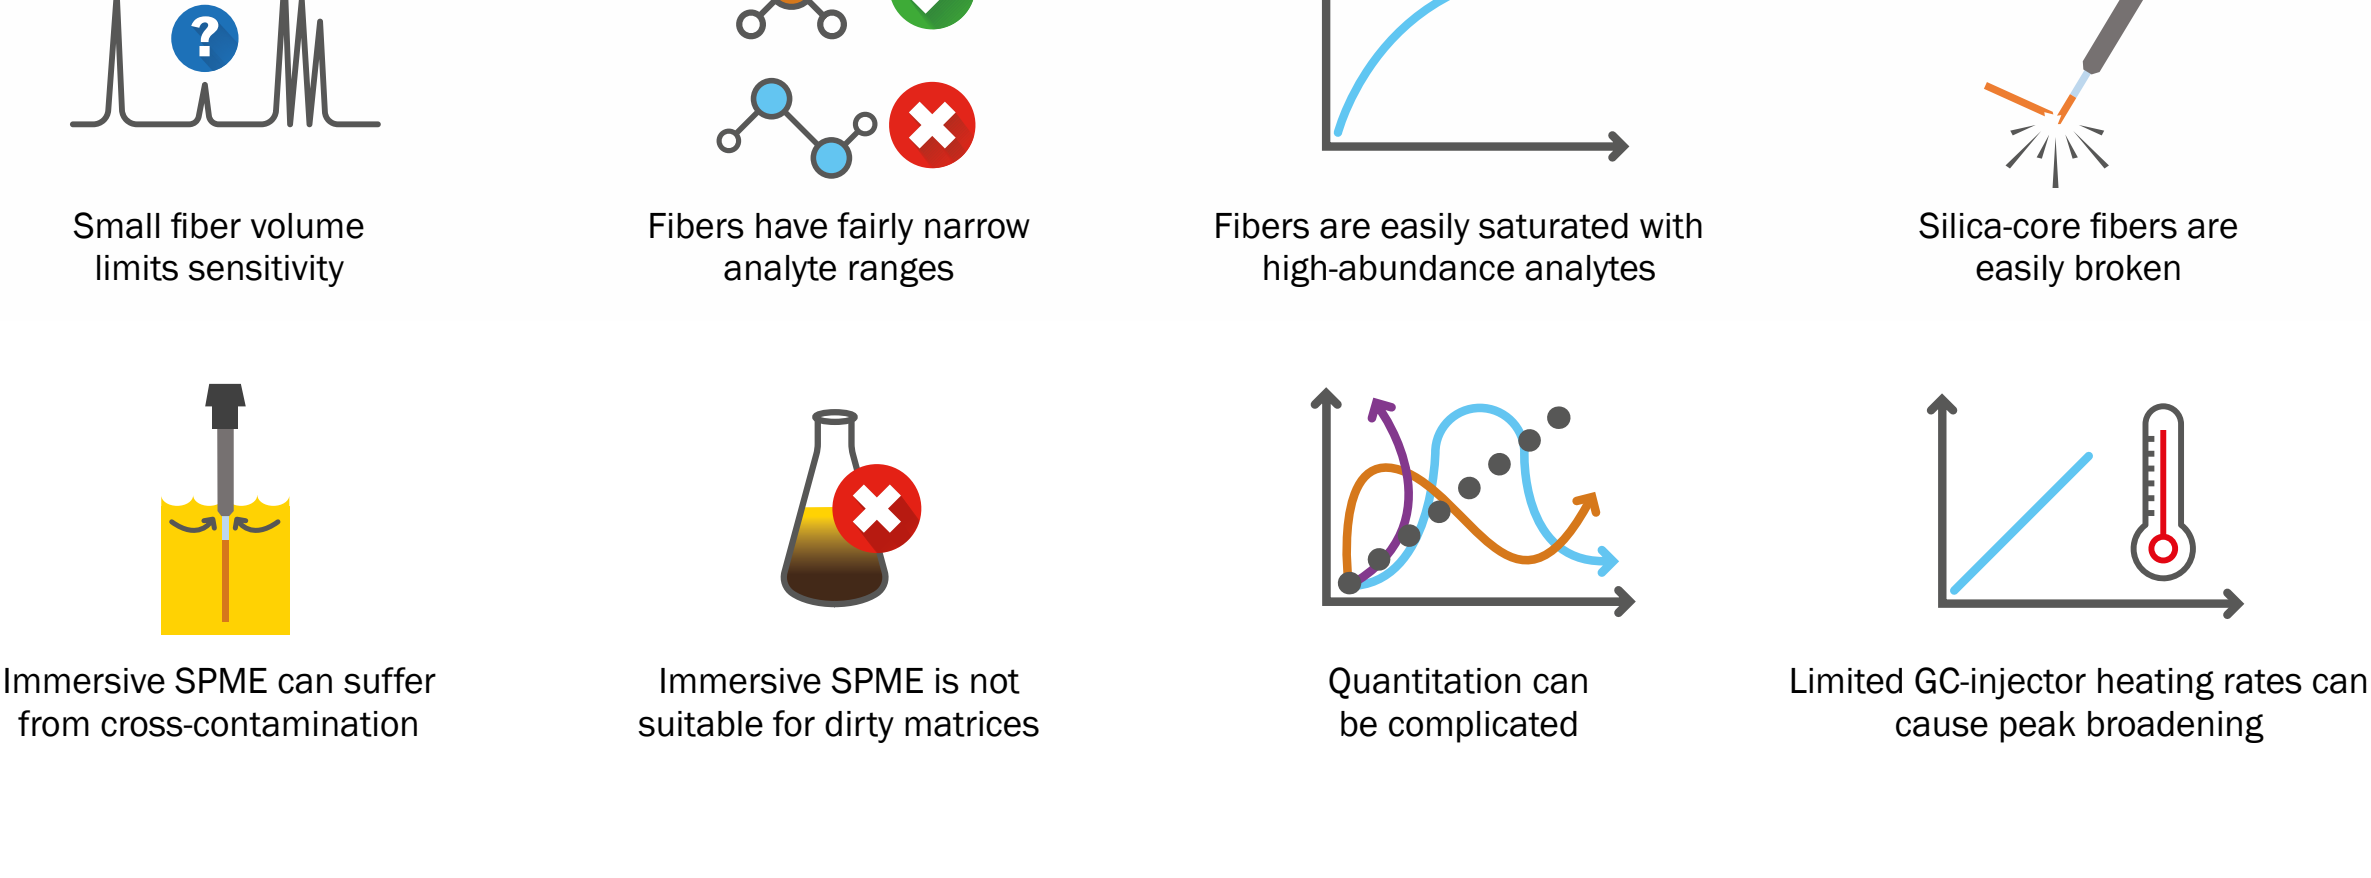 ?
Small fiber volume
limits sensitivity
Fibers have fairly narrow
analyte ranges
Fibers are easily saturated with
high-abundance analytes
Silica-core fibers are
easily broken
Immersive SPME can suffer
from cross-contamination
Immersive SPME is not
suitable for dirty matrices
Quantitation can
be complicated
Limited GC-injector heating rates can
cause peak broadening